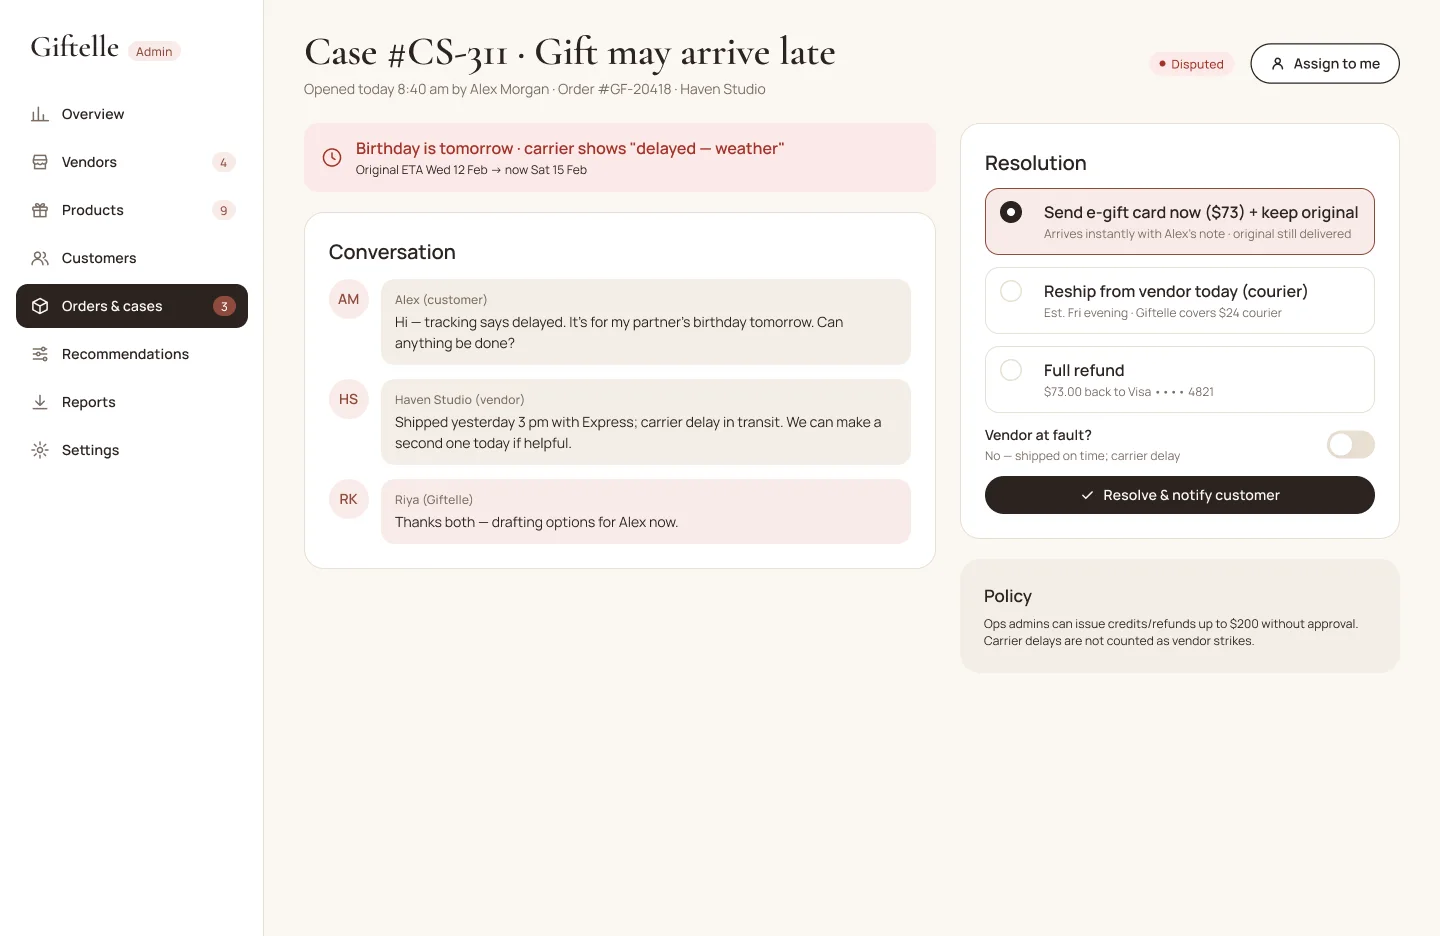 Giftelle Admin
Overview
Vendors 4
Products 9
Customers
Orders & cases 3
Recommendations
Reports
Settings
Case #CS-311 · Gift may arrive late
Opened today 8:40 am by Alex Morgan · Order #GF-20418 · Haven Studio
Disputed
Assign to me
Birthday is tomorrow · carrier shows "delayed — weather"
Original ETA Wed 12 Feb → now Sat 15 Feb
Conversation
AM
Alex (customer)
Hi — tracking says delayed. It's for my partner's birthday tomorrow. Can
anything be done?
HS
Haven Studio (vendor)
Shipped yesterday 3 pm with Express; carrier delay in transit. We can make a
second one today if helpful.
RK
Riya (Giftelle)
Thanks both — drafting options for Alex now.
Resolution
Send e-gift card now ($73) + keep original
Arrives instantly with Alex's note · original still delivered
Reship from vendor today (courier)
Est. Fri evening · Giftelle covers $24 courier
Full refund
$73.00 back to Visa •••• 4821
Vendor at fault?
No — shipped on time; carrier delay
Resolve & notify customer
Policy
Ops admins can issue credits/refunds up to $200 without approval.
Carrier delays are not counted as vendor strikes.